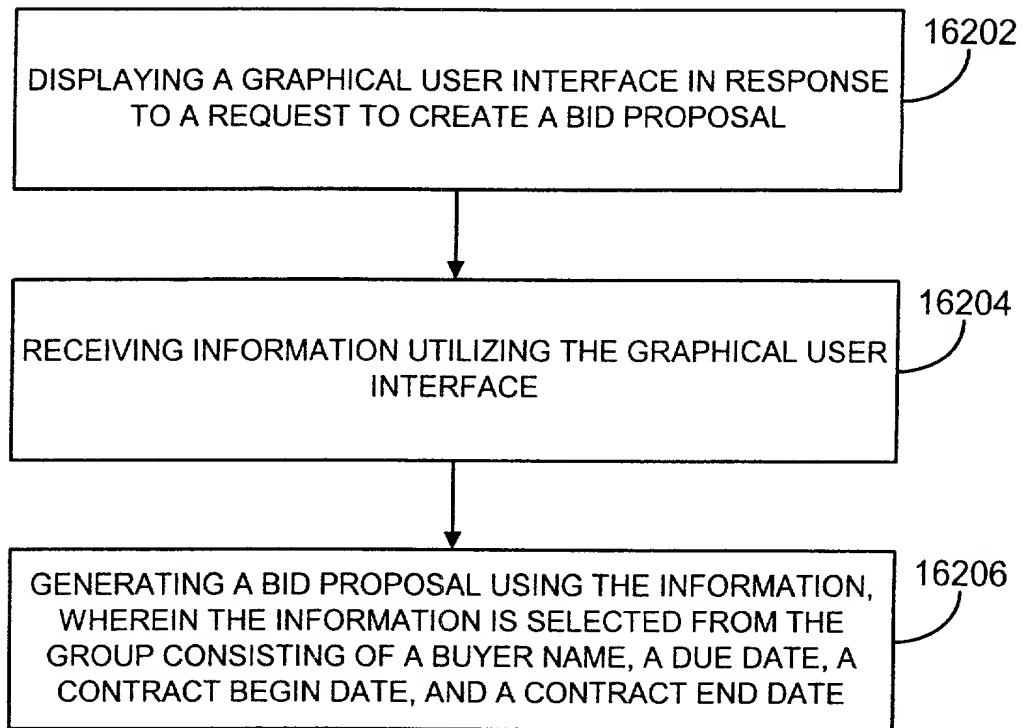 16202
DISPLAYING A GRAPHICAL USER INTERFACE IN RESPONSE
TO A REQUEST TO CREATE A BID PROPOSAL
16204
RECEIVING INFORMATION UTILIZING THE GRAPHICAL USER
INTERFACE
16206
GENERATING A BID PROPOSAL USING THE INFORMATION,
WHEREIN THE INFORMATION IS SELECTED FROM THE
GROUP CONSISTING OF A BUYER NAME, A DUE DATE, A
CONTRACT BEGIN DATE, AND A CONTRACT END DATE